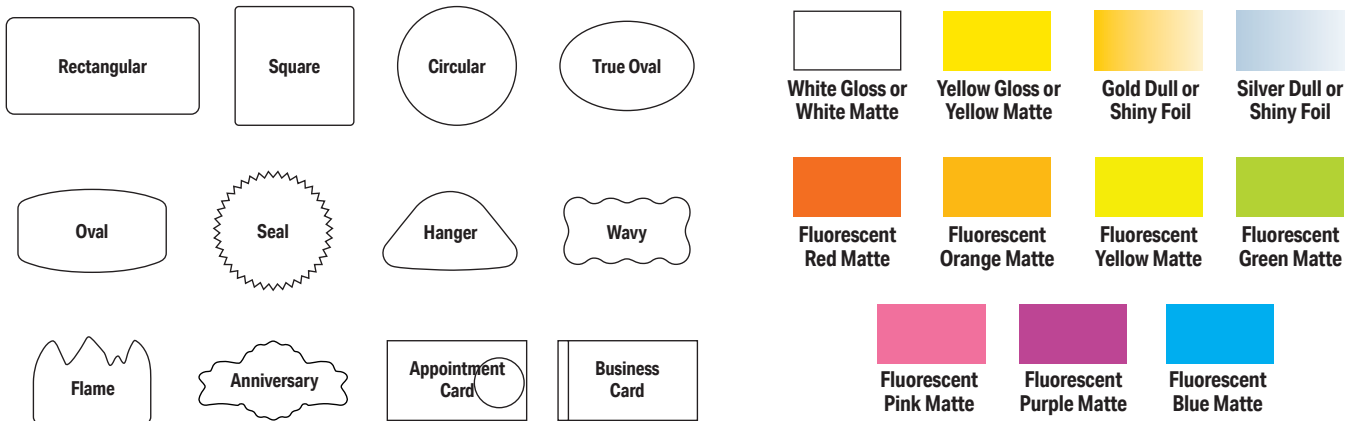 Rectangular
Square
Circular
True Oval
Oval
Seal
Hanger
Wavy
Flame
Anniversary
Appointment
Card
Business
Card
White Gloss or
White Matte
Yellow Gloss or
Yellow Matte
Gold Dull or
Shiny Foil
Silver Dull or
Shiny Foil
Fluorescent
Red Matte
Fluorescent
Orange Matte
Fluorescent
Yellow Matte
Fluorescent
Green Matte
Fluorescent
Pink Matte
Fluorescent
Purple Matte
Fluorescent
Blue Matte